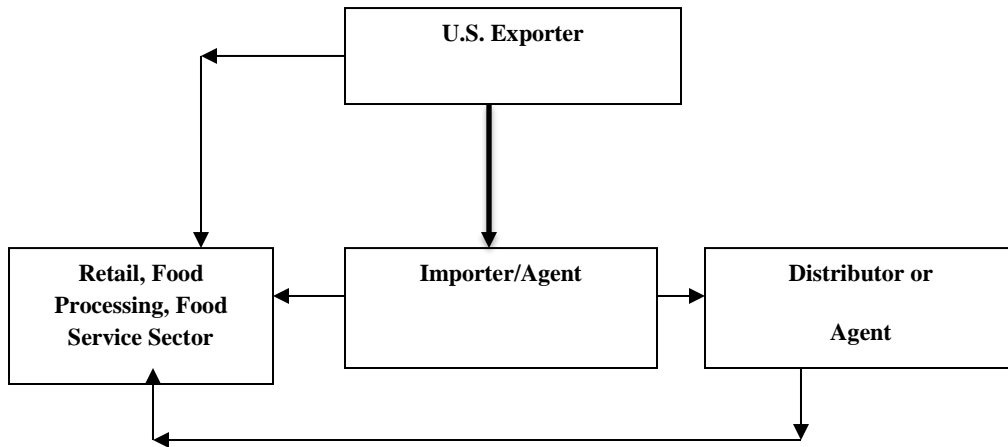 U.S. Exporter
Retail, Food
Processing, Food
Service Sector
Importer/Agent
Distributor or
Agent